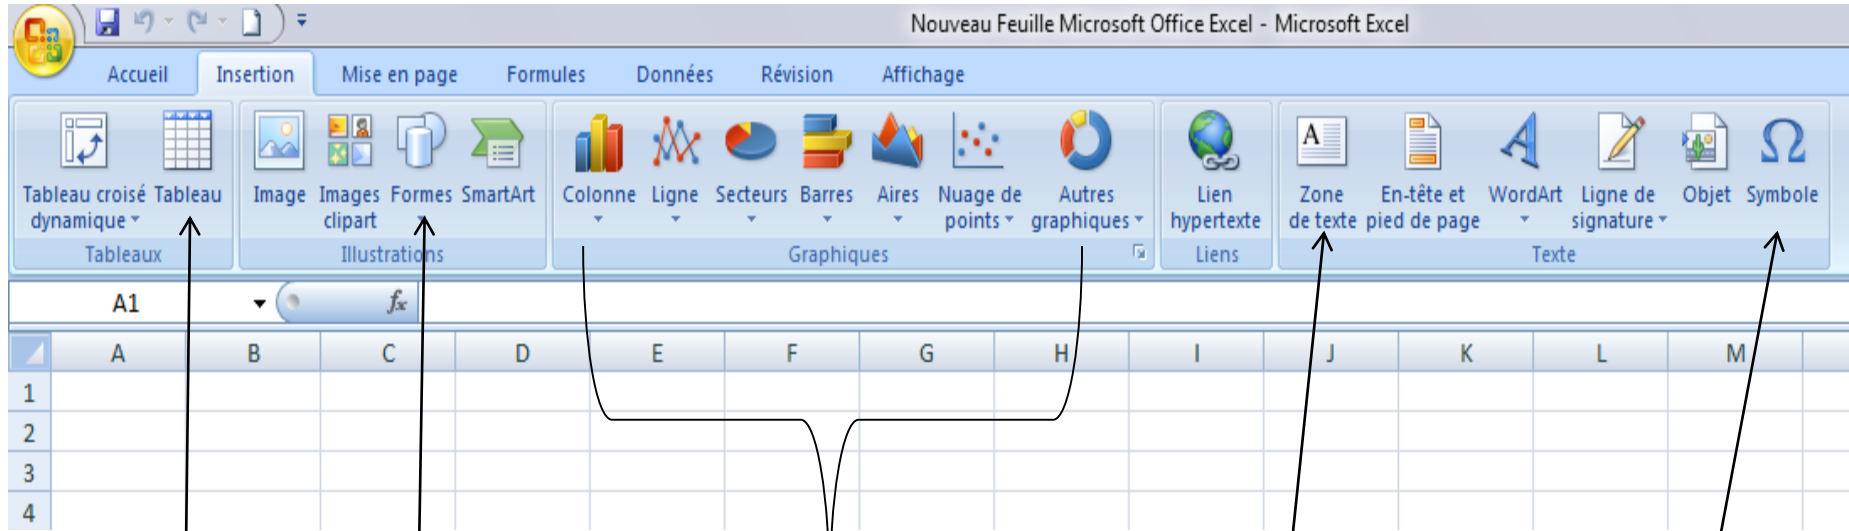 Nouveau Feuille Microsoft Office Excel - Microsoft Excel
Accueil Insertion Mise en page Formules Données Révision Affichage
Tableau croisé Tableau Image Images Formes SmartArt Colonne Ligne Secteurs Barres Aires Nuage de Autres Lien Zone En-tête et WordArt Ligne de Objet Symbole
dynamique clipart points graphiques hypertexte de texte pied de page signature
Tableaux Illustrations Graphiques Liens Texte
A1 fx
A B C D E F G H I J K L M
1
2
3
4